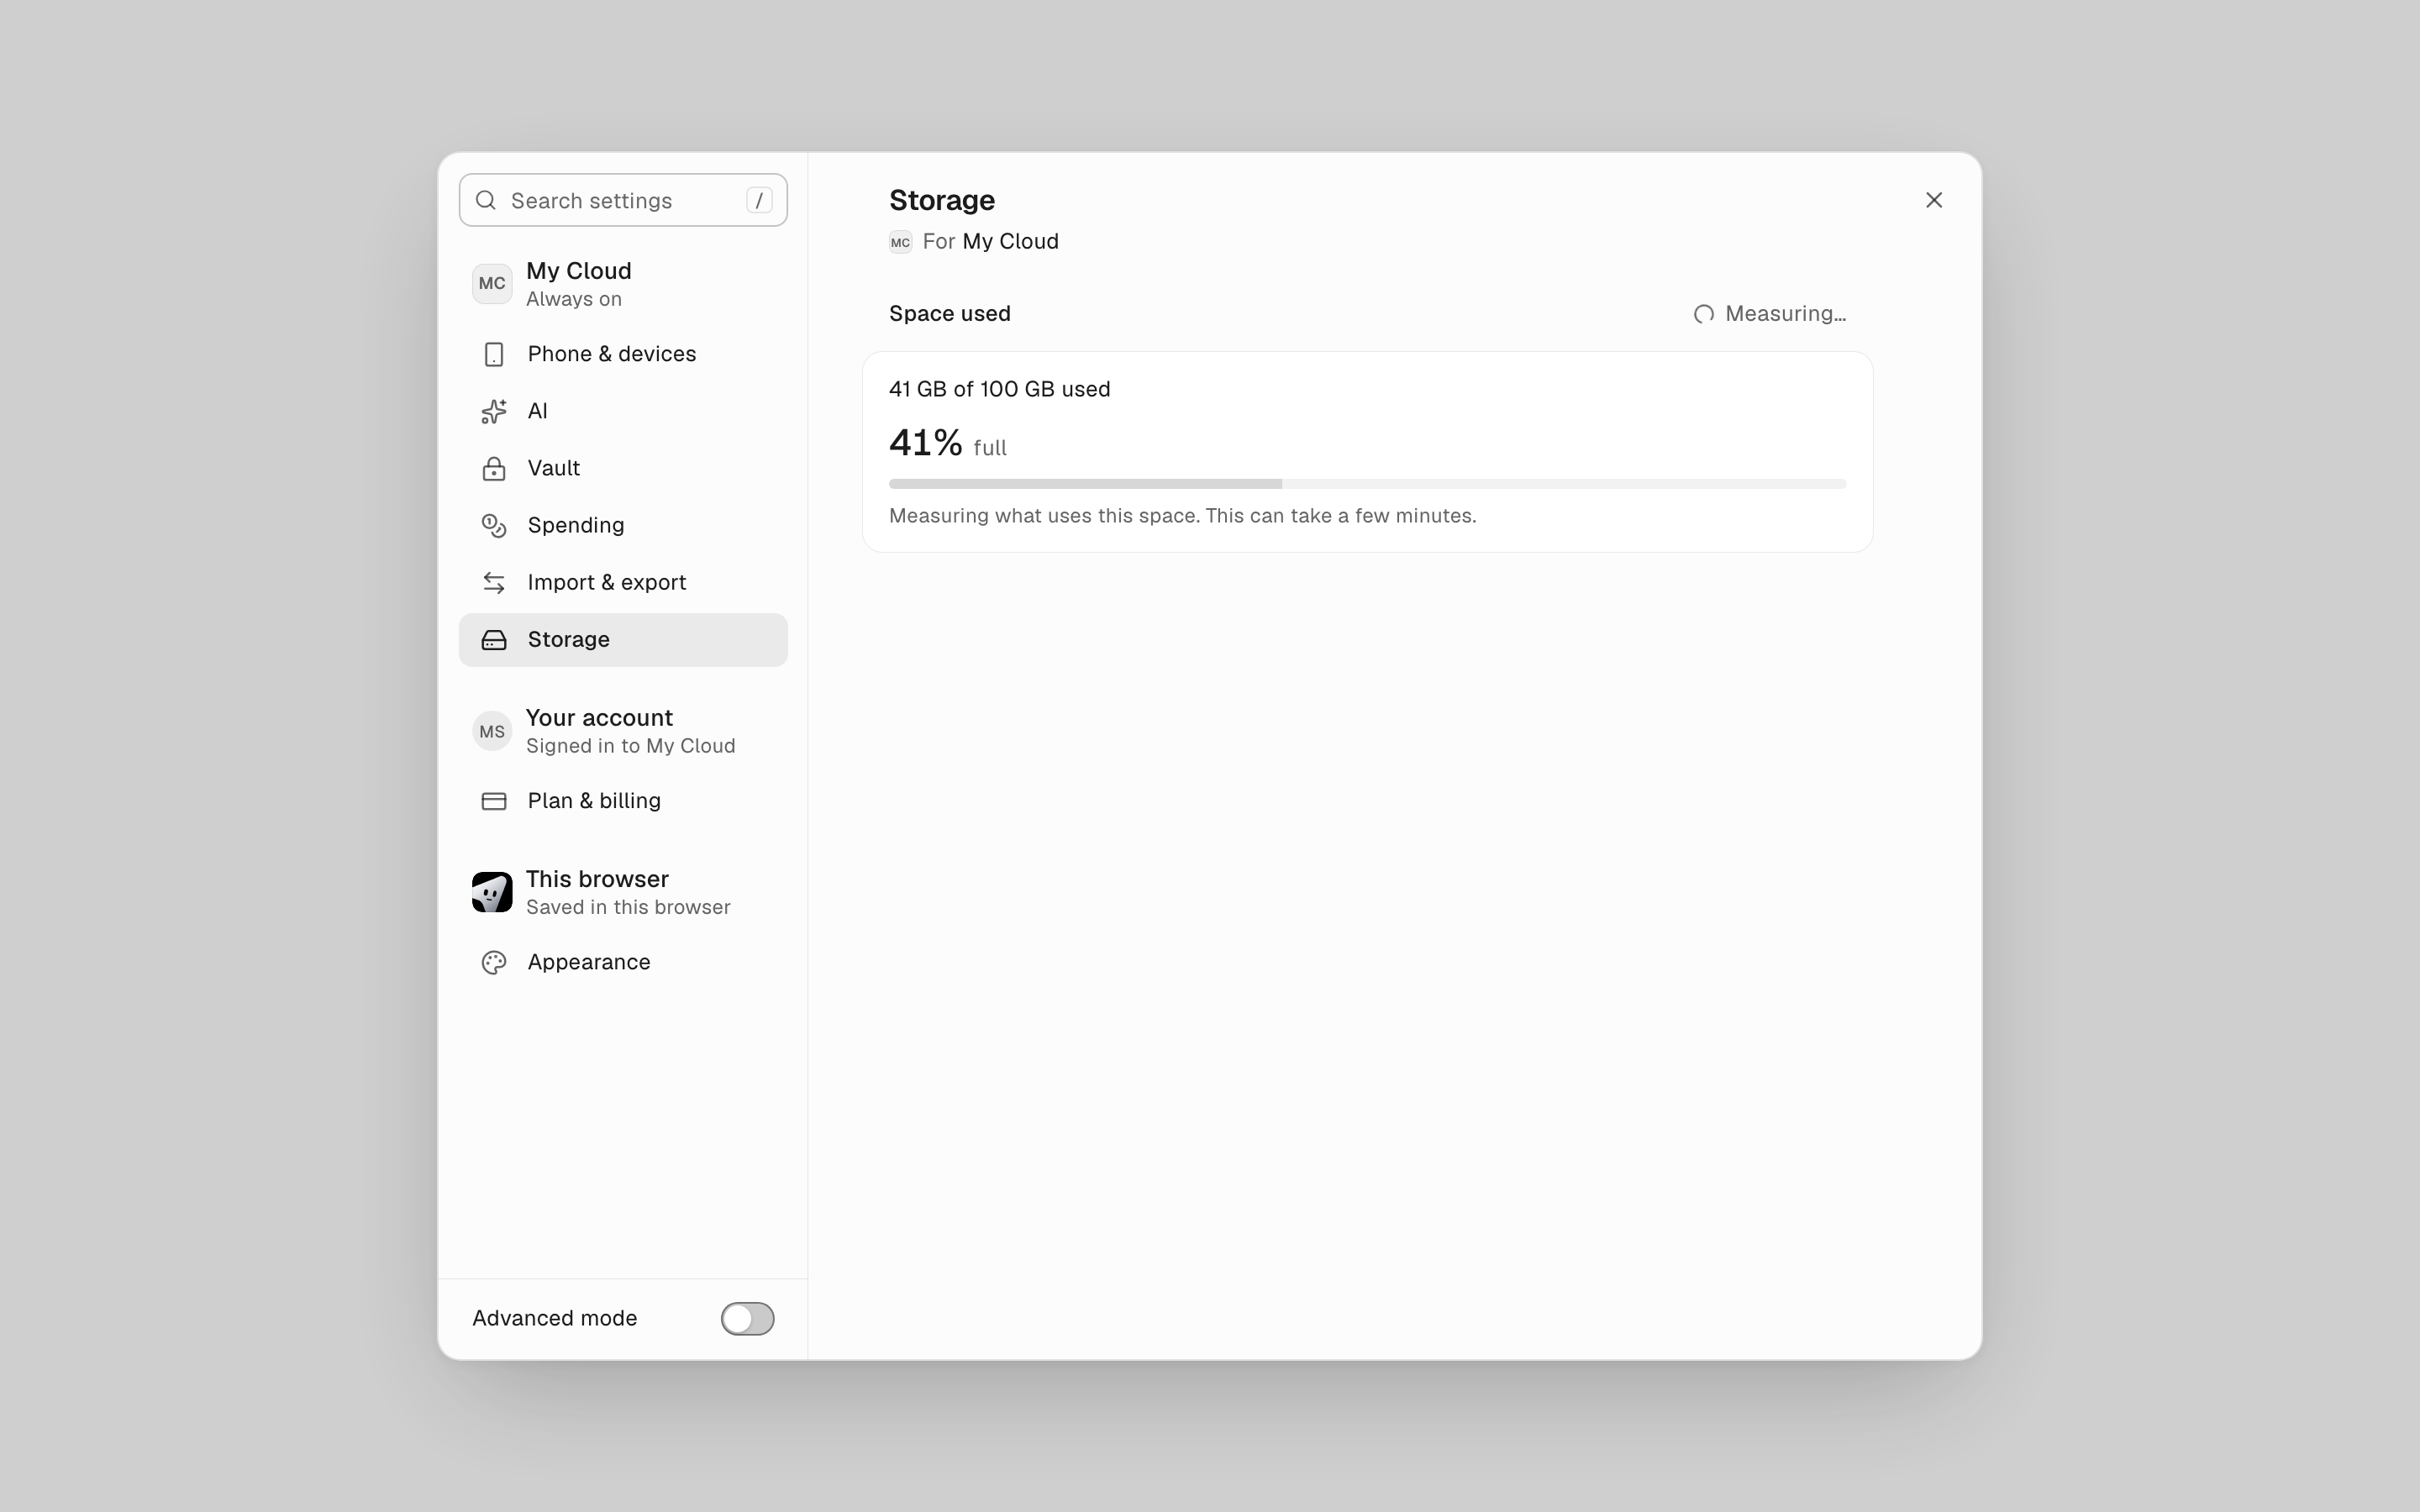 Search settings /
MC
My Cloud
Always on
Phone & devices
AI
Vault
Spending
Import & export
Storage
MS
Your account
Signed in to My Cloud
Plan & billing
This browser
Saved in this browser
Appearance
Advanced mode
Storage
MC For My Cloud
Space used
Measuring…
41 GB of 100 GB used
41% full
Measuring what uses this space. This can take a few minutes.